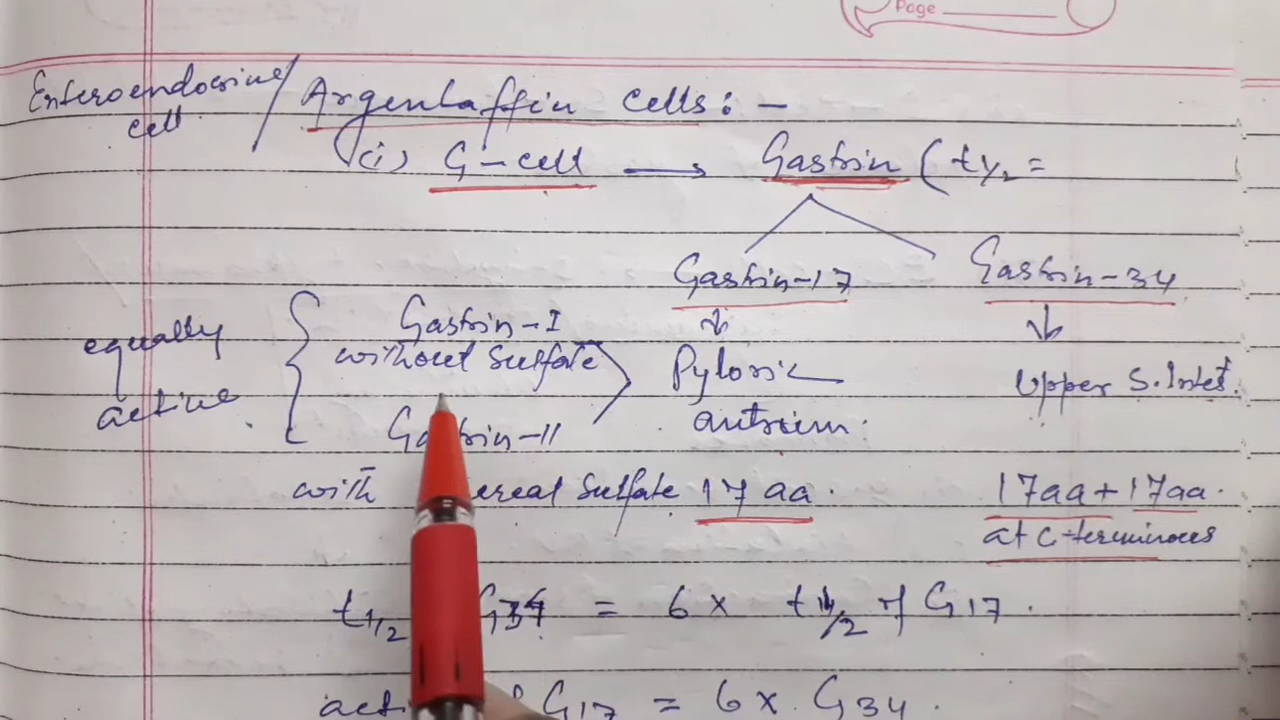 Page
Enteroendocrine/
cell
Argentaffin cells: -
(i) G-cell → Gastrin (t1/2 =
Gastrin-17
Gastrin-34
Gastrin-I
without Sulfate
equally
active
Pyloric
antrum
Upper S. Intest.
Gastrin-II
with Sulfate 17 aa.
17aa + 17aa.
at C-terminous
t1/2 G34 = 6 x t1/2 of G17.
G17 = 6 x G34.